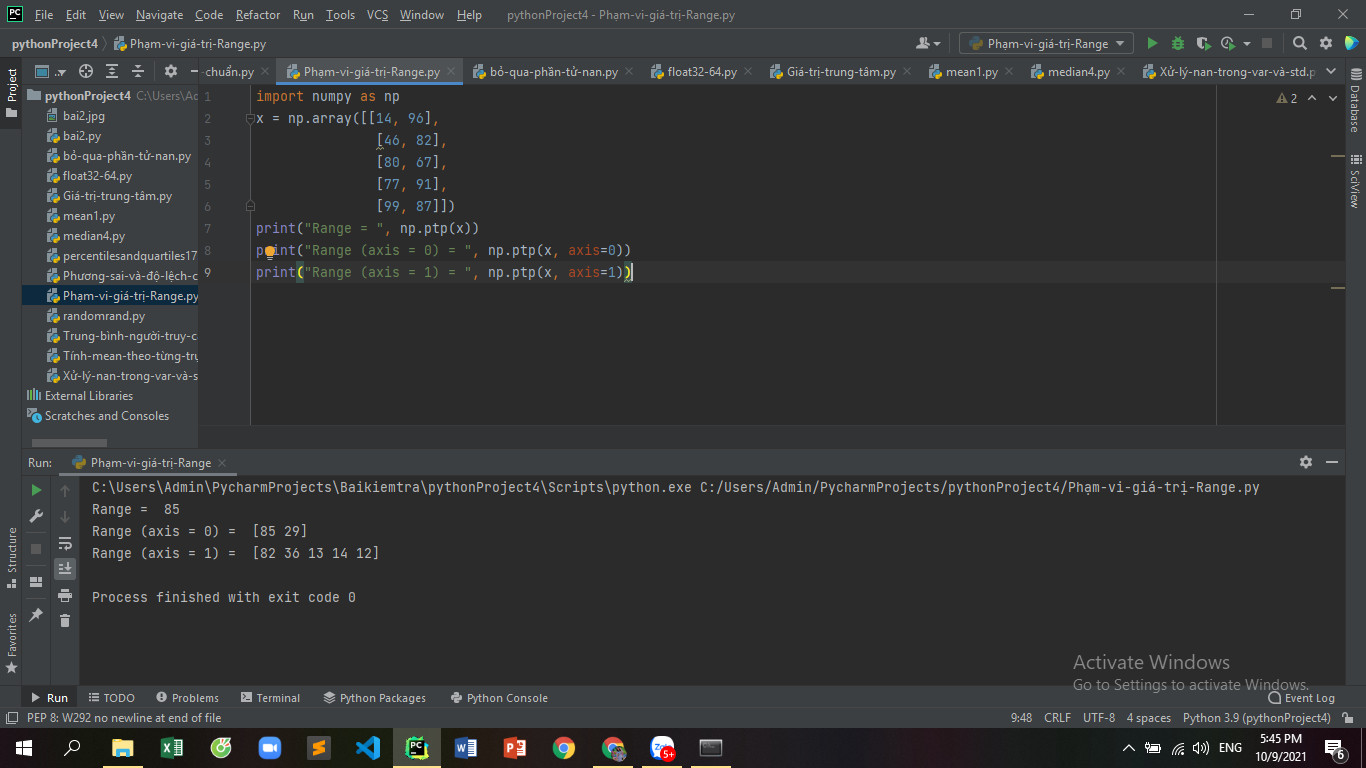 PC File Edit View Navigate Code Refactor Run Tools VCS Window Help pythonProject4 - Phạm-vi-giá-trị-Range.py
pythonProject4 Phạm-vi-giá-trị-Range.py Phạm-vi-giá-trị-Range
chuẩn.py Phạm-vi-giá-trị-Range.py bỏ-qua-phần-tử-nan.py float32-64.py Giá-trị-trung-tâm.py mean1.py median4.py Xử-lý-nan-trong-var-và-std.p
Project
pythonProject4 C:\Users\Ad
bai2.jpg
bai2.py
bỏ-qua-phần-tử-nan.py
float32-64.py
Giá-trị-trung-tâm.py
mean1.py
median4.py
percentilesandquartiles17
Phương-sai-và-độ-lệch-c
Phạm-vi-giá-trị-Range.py
randomrand.py
Trung-bình-người-truy-c
Tính-mean-theo-từng-trụ
Xử-lý-nan-trong-var-và-s
External Libraries
Scratches and Consoles
1 import numpy as np
2 x = np.array([[14, 96],
3 [46, 82],
4 [80, 67],
5 [77, 91],
6 [99, 87]])
7 print("Range = ", np.ptp(x))
8 print("Range (axis = 0) = ", np.ptp(x, axis=0))
9 print("Range (axis = 1) = ", np.ptp(x, axis=1))
2
Database
SciView
Run: Phạm-vi-giá-trị-Range
C:\Users\Admin\PycharmProjects\Baikiemtra\pythonProject4\Scripts\python.exe C:/Users/Admin/PycharmProjects/pythonProject4/Phạm-vi-giá-trị-Range.py
Range =  85
Range (axis = 0) =  [85 29]
Range (axis = 1) =  [82 36 13 14 12]
Process finished with exit code 0
Structure
Favorites
Activate Windows
Go to Settings to activate Windows.
Run TODO Problems Terminal Python Packages Python Console Event Log
PEP 8: W292 no newline at end of file 9:48 CRLF UTF-8 4 spaces Python 3.9 (pythonProject4)
5+ ENG 5:45 PM
10/9/2021
6